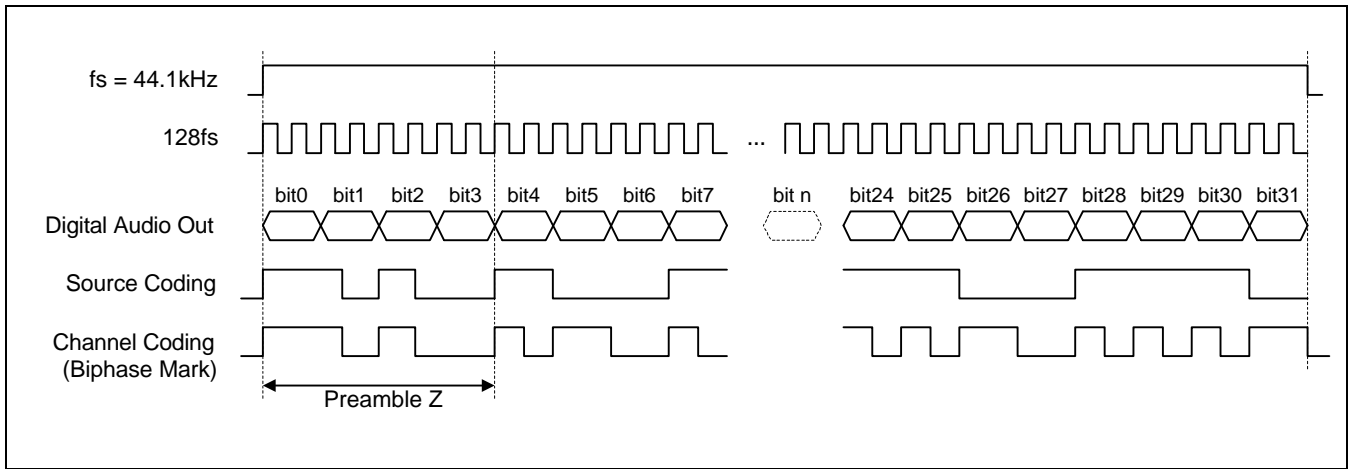 fs = 44.1kHz
128fs
...
bit0 bit1 bit2 bit3 bit4 bit5 bit6 bit7 bit n bit24 bit25 bit26 bit27 bit28 bit29 bit30 bit31
Digital Audio Out
Source Coding
Channel Coding
(Biphase Mark)
Preamble Z